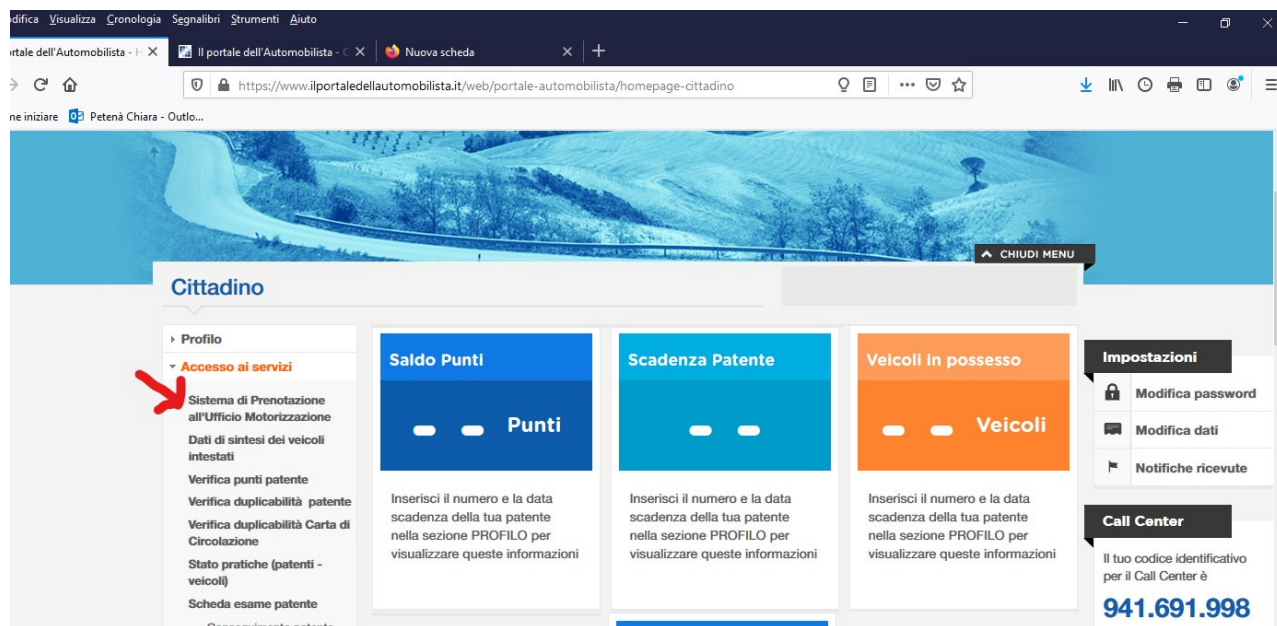 difica Visualizza Cronologia Segnalibri Strumenti Aiuto
rtale dell'Automobilista - H
Il portale dell'Automobilista - C
Nuova scheda
https://www.ilportaledellautomobilista.it/web/portale-automobilista/homepage-cittadino
me iniziare
Petenà Chiara - Outlo...
CHIUDI MENU
Cittadino
Profilo
Accesso ai servizi
Sistema di Prenotazione
all'Ufficio Motorizzazione
Dati di sintesi dei veicoli
intestati
Verifica punti patente
Verifica duplicabilità patente
Verifica duplicabilità Carta di
Circolazione
Stato pratiche (patenti -
veicoli)
Scheda esame patente
Saldo Punti
-- Punti
Inserisci il numero e la data
scadenza della tua patente
nella sezione PROFILO per
visualizzare queste informazioni
Scadenza Patente
--
Inserisci il numero e la data
scadenza della tua patente
nella sezione PROFILO per
visualizzare queste informazioni
Veicoli in possesso
-- Veicoli
Inserisci il numero e la data
scadenza della tua patente
nella sezione PROFILO per
visualizzare queste informazioni
Impostazioni
Modifica password
Modifica dati
Notifiche ricevute
Call Center
Il tuo codice identificativo
per il Call Center è
941.691.998